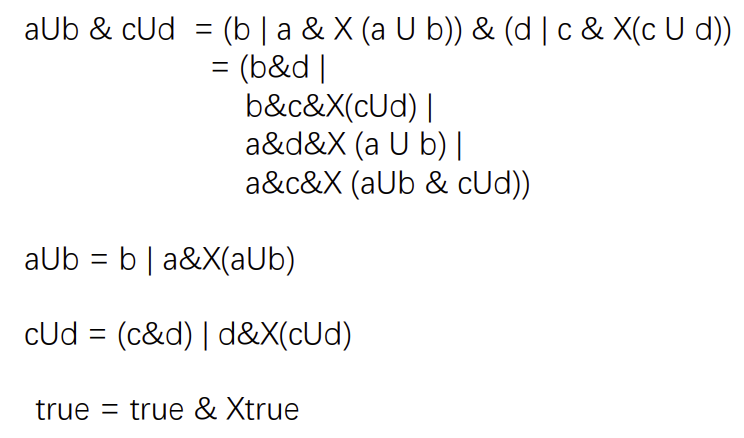 aUb & cUd = (b | a & X (a U b)) & (d | c & X(c U d))
= (b&d |
b&c&X(cUd) |
a&d&X (a U b) |
a&c&X (aUb & cUd))
aUb = b | a&X(aUb)
cUd = (c&d) | d&X(cUd)
true = true & Xtrue